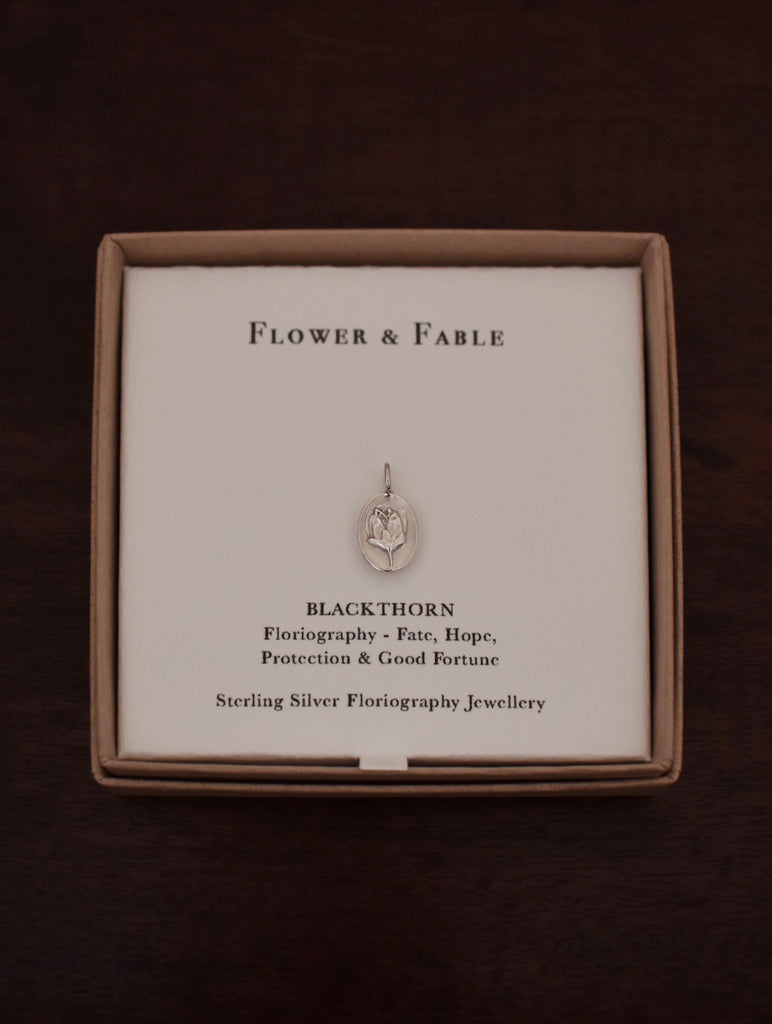 FLOWER & FABLE
BLACKTHORN
Floriography - Fate, Hope,
Protection & Good Fortune
Sterling Silver Floriography Jewellery